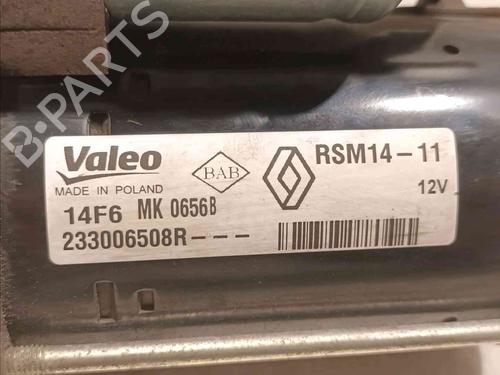 B-PARTS
Valeo
BAB
RSM14-11
MADE IN POLAND
12V
14F6 MK 0656B
233006508R---